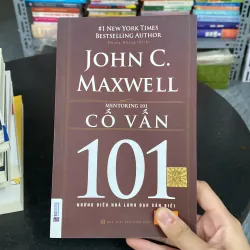 #1 NEW YORK TIMES
BESTSELLING AUTHOR
JOHN C.
MAXWELL
MENTORING 101
CỐ VẤN
101
NHỮNG ĐIỀU NHÀ LÃNH ĐẠO CẦN BIẾT